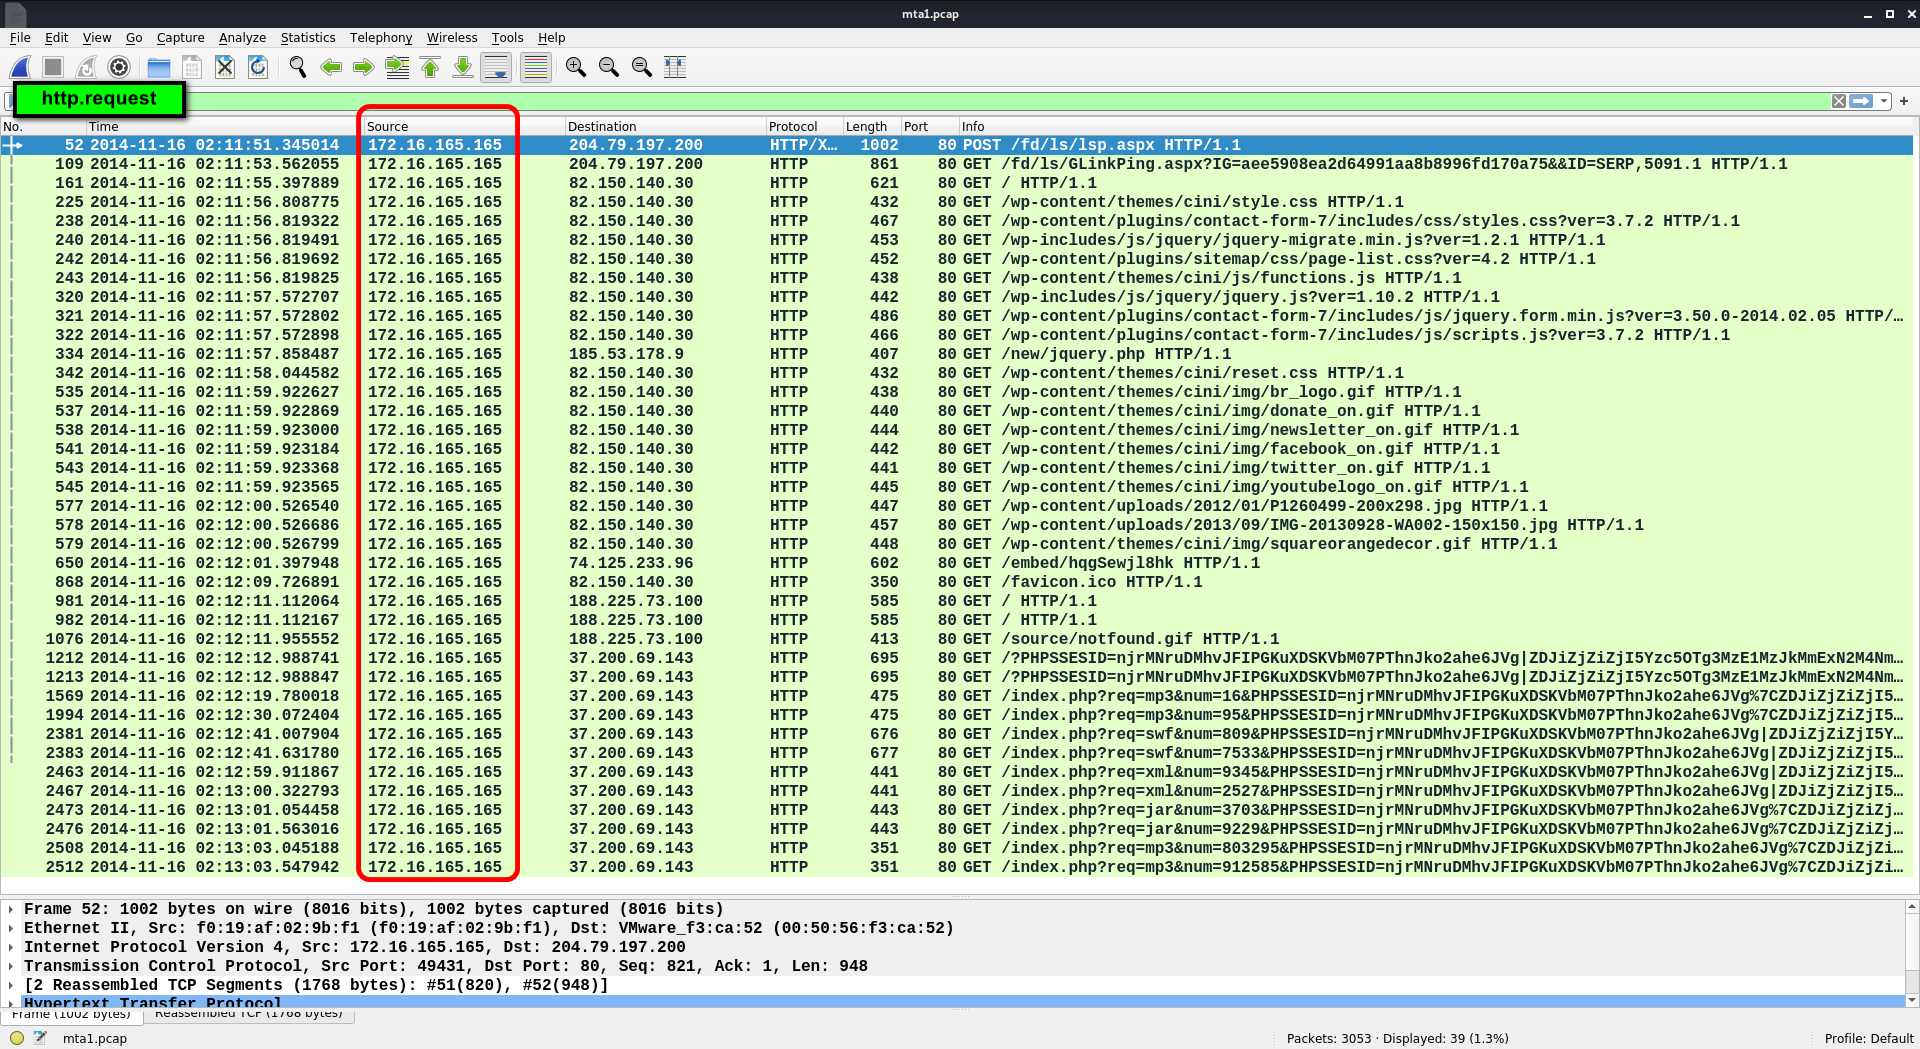 mta1.pcap
File Edit View Go Capture Analyze Statistics Telephony Wireless Tools Help
http.request
No. Time Source Destination Protocol Length Port Info
52 2014-11-16 02:11:51.345014 172.16.165.165 204.79.197.200 HTTP/X… 1002 80 POST /fd/ls/lsp.aspx HTTP/1.1
109 2014-11-16 02:11:53.562055 172.16.165.165 204.79.197.200 HTTP 861 80 GET /fd/ls/GLinkPing.aspx?IG=aee5908ea2d64991aa8b8996fd170a75&&ID=SERP,5091.1 HTTP/1.1
161 2014-11-16 02:11:55.397889 172.16.165.165 82.150.140.30 HTTP 621 80 GET / HTTP/1.1
225 2014-11-16 02:11:56.808775 172.16.165.165 82.150.140.30 HTTP 432 80 GET /wp-content/themes/cini/style.css HTTP/1.1
238 2014-11-16 02:11:56.819322 172.16.165.165 82.150.140.30 HTTP 467 80 GET /wp-content/plugins/contact-form-7/includes/css/styles.css?ver=3.7.2 HTTP/1.1
240 2014-11-16 02:11:56.819491 172.16.165.165 82.150.140.30 HTTP 453 80 GET /wp-includes/js/jquery/jquery-migrate.min.js?ver=1.2.1 HTTP/1.1
242 2014-11-16 02:11:56.819692 172.16.165.165 82.150.140.30 HTTP 452 80 GET /wp-content/plugins/sitemap/css/page-list.css?ver=4.2 HTTP/1.1
243 2014-11-16 02:11:56.819825 172.16.165.165 82.150.140.30 HTTP 438 80 GET /wp-content/themes/cini/js/functions.js HTTP/1.1
320 2014-11-16 02:11:57.572707 172.16.165.165 82.150.140.30 HTTP 442 80 GET /wp-includes/js/jquery/jquery.js?ver=1.10.2 HTTP/1.1
321 2014-11-16 02:11:57.572802 172.16.165.165 82.150.140.30 HTTP 486 80 GET /wp-content/plugins/contact-form-7/includes/js/jquery.form.min.js?ver=3.50.0-2014.02.05 HTTP/…
322 2014-11-16 02:11:57.572898 172.16.165.165 82.150.140.30 HTTP 466 80 GET /wp-content/plugins/contact-form-7/includes/js/scripts.js?ver=3.7.2 HTTP/1.1
334 2014-11-16 02:11:57.858487 172.16.165.165 185.53.178.9 HTTP 407 80 GET /new/jquery.php HTTP/1.1
342 2014-11-16 02:11:58.044582 172.16.165.165 82.150.140.30 HTTP 432 80 GET /wp-content/themes/cini/reset.css HTTP/1.1
535 2014-11-16 02:11:59.922627 172.16.165.165 82.150.140.30 HTTP 438 80 GET /wp-content/themes/cini/img/br_logo.gif HTTP/1.1
537 2014-11-16 02:11:59.922869 172.16.165.165 82.150.140.30 HTTP 440 80 GET /wp-content/themes/cini/img/donate_on.gif HTTP/1.1
538 2014-11-16 02:11:59.923000 172.16.165.165 82.150.140.30 HTTP 444 80 GET /wp-content/themes/cini/img/newsletter_on.gif HTTP/1.1
541 2014-11-16 02:11:59.923184 172.16.165.165 82.150.140.30 HTTP 442 80 GET /wp-content/themes/cini/img/facebook_on.gif HTTP/1.1
543 2014-11-16 02:11:59.923368 172.16.165.165 82.150.140.30 HTTP 441 80 GET /wp-content/themes/cini/img/twitter_on.gif HTTP/1.1
545 2014-11-16 02:11:59.923565 172.16.165.165 82.150.140.30 HTTP 445 80 GET /wp-content/themes/cini/img/youtubelogo_on.gif HTTP/1.1
577 2014-11-16 02:12:00.526540 172.16.165.165 82.150.140.30 HTTP 447 80 GET /wp-content/uploads/2012/01/P1260499-200x298.jpg HTTP/1.1
578 2014-11-16 02:12:00.526686 172.16.165.165 82.150.140.30 HTTP 457 80 GET /wp-content/uploads/2013/09/IMG-20130928-WA002-150x150.jpg HTTP/1.1
579 2014-11-16 02:12:00.526799 172.16.165.165 82.150.140.30 HTTP 448 80 GET /wp-content/themes/cini/img/squareorangedecor.gif HTTP/1.1
650 2014-11-16 02:12:01.397948 172.16.165.165 74.125.233.96 HTTP 602 80 GET /embed/hqgSewjl8hk HTTP/1.1
868 2014-11-16 02:12:09.726891 172.16.165.165 82.150.140.30 HTTP 350 80 GET /favicon.ico HTTP/1.1
981 2014-11-16 02:12:11.112064 172.16.165.165 188.225.73.100 HTTP 585 80 GET / HTTP/1.1
982 2014-11-16 02:12:11.112167 172.16.165.165 188.225.73.100 HTTP 585 80 GET / HTTP/1.1
1076 2014-11-16 02:12:11.955552 172.16.165.165 188.225.73.100 HTTP 413 80 GET /source/notfound.gif HTTP/1.1
1212 2014-11-16 02:12:12.988741 172.16.165.165 37.200.69.143 HTTP 695 80 GET /?PHPSSESID=njrMNruDMhvJFIPGKuXDSKVbM07PThnJko2ahe6JVg|ZDJiZjZiZjI5Yzc5OTg3MzE1MzJkMmExN2M4Nm…
1213 2014-11-16 02:12:12.988847 172.16.165.165 37.200.69.143 HTTP 695 80 GET /?PHPSSESID=njrMNruDMhvJFIPGKuXDSKVbM07PThnJko2ahe6JVg|ZDJiZjZiZjI5Yzc5OTg3MzE1MzJkMmExN2M4Nm…
1569 2014-11-16 02:12:19.780018 172.16.165.165 37.200.69.143 HTTP 475 80 GET /index.php?req=mp3&num=16&PHPSSESID=njrMNruDMhvJFIPGKuXDSKVbM07PThnJko2ahe6JVg%7CZDJiZjZiZjI5…
1994 2014-11-16 02:12:30.072404 172.16.165.165 37.200.69.143 HTTP 475 80 GET /index.php?req=mp3&num=95&PHPSSESID=njrMNruDMhvJFIPGKuXDSKVbM07PThnJko2ahe6JVg%7CZDJiZjZiZjI5…
2381 2014-11-16 02:12:41.007904 172.16.165.165 37.200.69.143 HTTP 676 80 GET /index.php?req=swf&num=809&PHPSSESID=njrMNruDMhvJFIPGKuXDSKVbM07PThnJko2ahe6JVg|ZDJiZjZiZjI5Y…
2383 2014-11-16 02:12:41.631780 172.16.165.165 37.200.69.143 HTTP 677 80 GET /index.php?req=swf&num=7533&PHPSSESID=njrMNruDMhvJFIPGKuXDSKVbM07PThnJko2ahe6JVg|ZDJiZjZiZjI5…
2463 2014-11-16 02:12:59.911867 172.16.165.165 37.200.69.143 HTTP 441 80 GET /index.php?req=xml&num=9345&PHPSSESID=njrMNruDMhvJFIPGKuXDSKVbM07PThnJko2ahe6JVg|ZDJiZjZiZjI5…
2467 2014-11-16 02:13:00.322793 172.16.165.165 37.200.69.143 HTTP 441 80 GET /index.php?req=xml&num=2527&PHPSSESID=njrMNruDMhvJFIPGKuXDSKVbM07PThnJko2ahe6JVg|ZDJiZjZiZjI5…
2473 2014-11-16 02:13:01.054458 172.16.165.165 37.200.69.143 HTTP 443 80 GET /index.php?req=jar&num=3703&PHPSSESID=njrMNruDMhvJFIPGKuXDSKVbM07PThnJko2ahe6JVg%7CZDJiZjZiZj…
2476 2014-11-16 02:13:01.563016 172.16.165.165 37.200.69.143 HTTP 443 80 GET /index.php?req=jar&num=9229&PHPSSESID=njrMNruDMhvJFIPGKuXDSKVbM07PThnJko2ahe6JVg%7CZDJiZjZiZj…
2508 2014-11-16 02:13:03.045188 172.16.165.165 37.200.69.143 HTTP 351 80 GET /index.php?req=mp3&num=803295&PHPSSESID=njrMNruDMhvJFIPGKuXDSKVbM07PThnJko2ahe6JVg%7CZDJiZjZi…
2512 2014-11-16 02:13:03.547942 172.16.165.165 37.200.69.143 HTTP 351 80 GET /index.php?req=mp3&num=912585&PHPSSESID=njrMNruDMhvJFIPGKuXDSKVbM07PThnJko2ahe6JVg%7CZDJiZjZi…
Frame 52: 1002 bytes on wire (8016 bits), 1002 bytes captured (8016 bits)
Ethernet II, Src: f0:19:af:02:9b:f1 (f0:19:af:02:9b:f1), Dst: VMware_f3:ca:52 (00:50:56:f3:ca:52)
Internet Protocol Version 4, Src: 172.16.165.165, Dst: 204.79.197.200
Transmission Control Protocol, Src Port: 49431, Dst Port: 80, Seq: 821, Ack: 1, Len: 948
[2 Reassembled TCP Segments (1768 bytes): #51(820), #52(948)]
Hypertext Transfer Protocol
Frame (1002 bytes) Reassembled TCP (1768 bytes)
mta1.pcap Packets: 3053 · Displayed: 39 (1.3%) Profile: Default